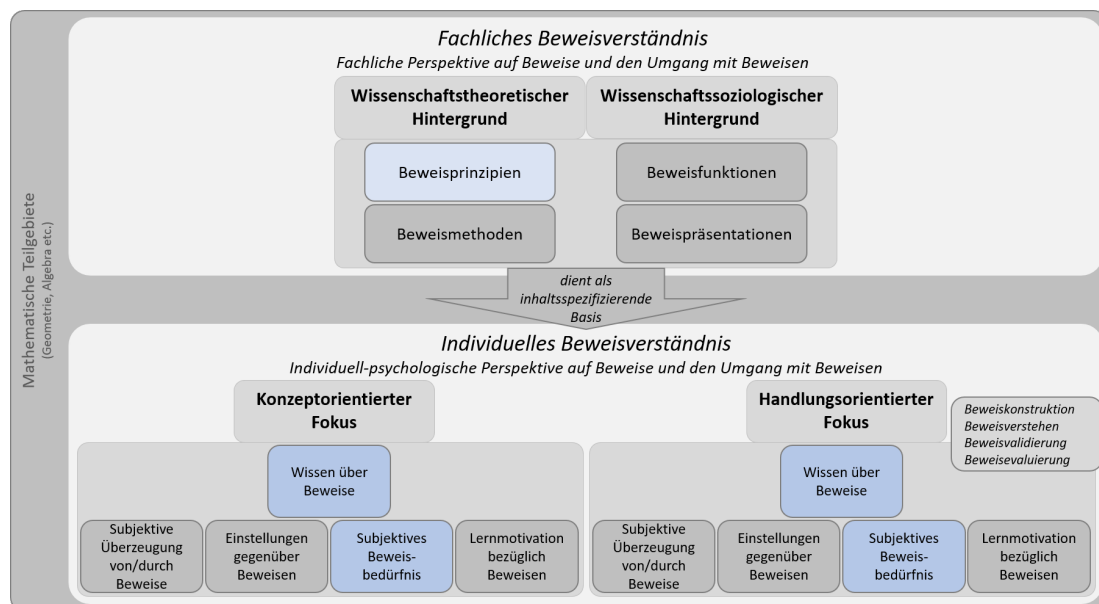 Fachliches Beweisverständnis
Fachliche Perspektive auf Beweise und den Umgang mit Beweisen
Wissenschaftstheoretischer
Hintergrund
Wissenschaftssoziologischer
Hintergrund
Beweisprinzipien
Beweisfunktionen
Beweismethoden
Beweispräsentationen
Mathematische Teilgebiete
(Geometrie, Algebra etc.)
dient als
inhaltsspezifizierende
Basis
Individuelles Beweisverständnis
Individuell-psychologische Perspektive auf Beweise und den Umgang mit Beweisen
Konzeptorientierter
Fokus
Wissen über
Beweise
Subjektive
Überzeugung
von/durch
Beweise
Einstellungen
gegenüber
Beweisen
Subjektives
Beweis-
bedürfnis
Lernmotivation
bezüglich
Beweisen
Handlungsorientierter
Fokus
Beweiskonstruktion
Beweisverstehen
Beweisvalidierung
Beweisevaluierung
Wissen über
Beweise
Subjektive
Überzeugung
von/durch
Beweise
Einstellungen
gegenüber
Beweisen
Subjektives
Beweis-
bedürfnis
Lernmotivation
bezüglich
Beweisen